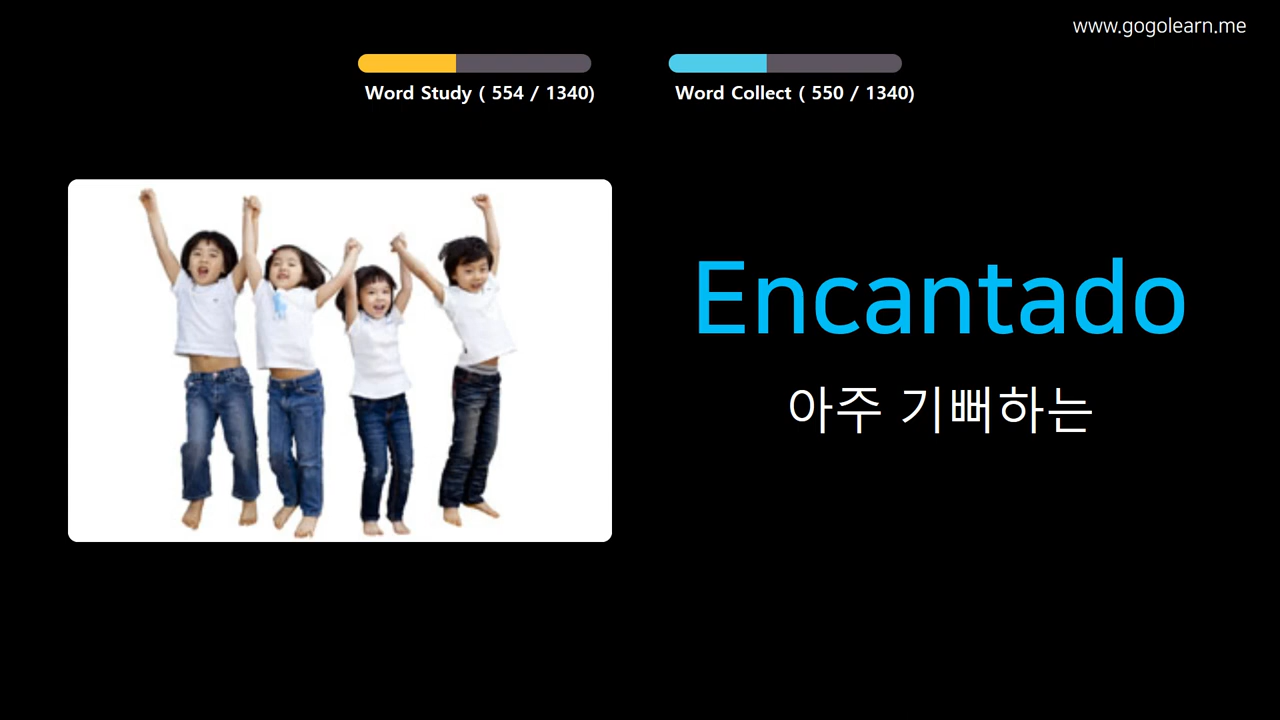 www.gogolearn.me
Word Study ( 554 / 1340)
Word Collect ( 550 / 1340)
Encantado
아주 기뻐하는